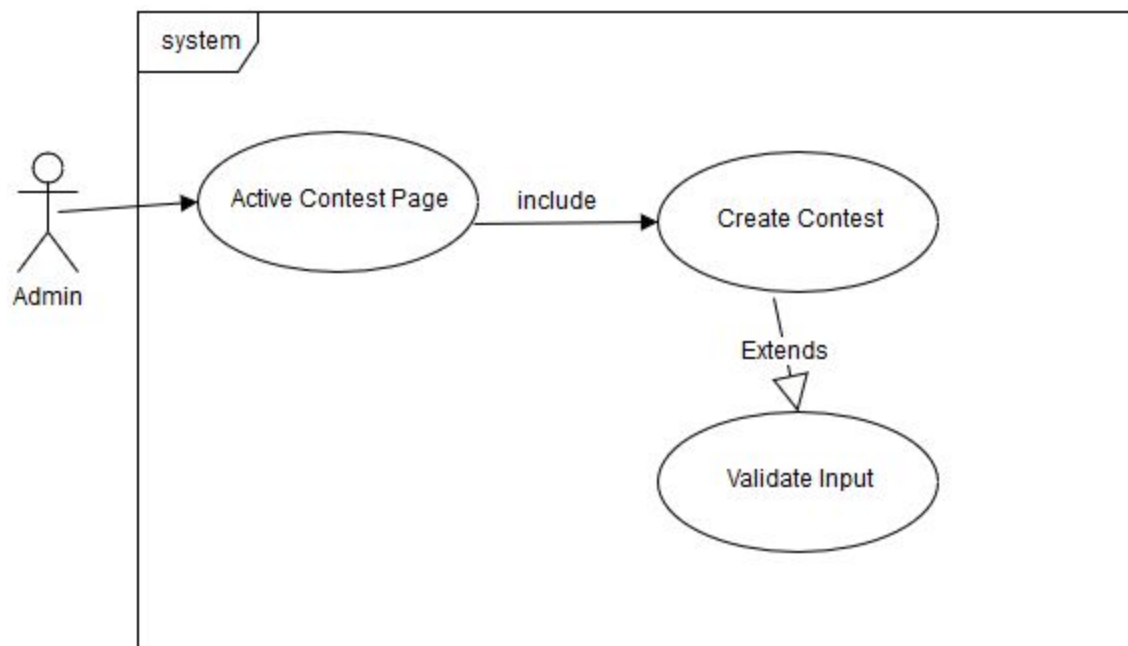 system
Active Contest Page
include
Create Contest
Admin
Extends
Validate Input